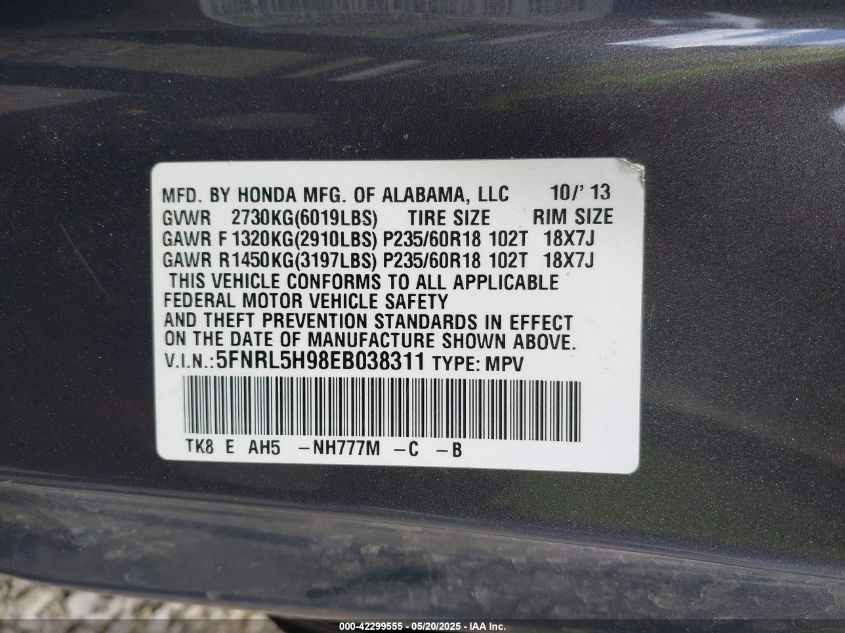 MFD. BY HONDA MFG. OF ALABAMA, LLC 10/'13
GVWR 2730KG(6019LBS) TIRE SIZE RIM SIZE
GAWR F 1320KG(2910LBS) P235/60R18 102T 18X7J
GAWR R1450KG(3197LBS) P235/60R18 102T 18X7J
THIS VEHICLE CONFORMS TO ALL APPLICABLE
FEDERAL MOTOR VEHICLE SAFETY
AND THEFT PREVENTION STANDARDS IN EFFECT
ON THE DATE OF MANUFACTURE SHOWN ABOVE.
V.I.N.: 5FNRL5H98EB038311 TYPE: MPV
TK8 E AH5 -NH777M -C -B
000-42299555 - 05/20/2025 - IAA Inc.